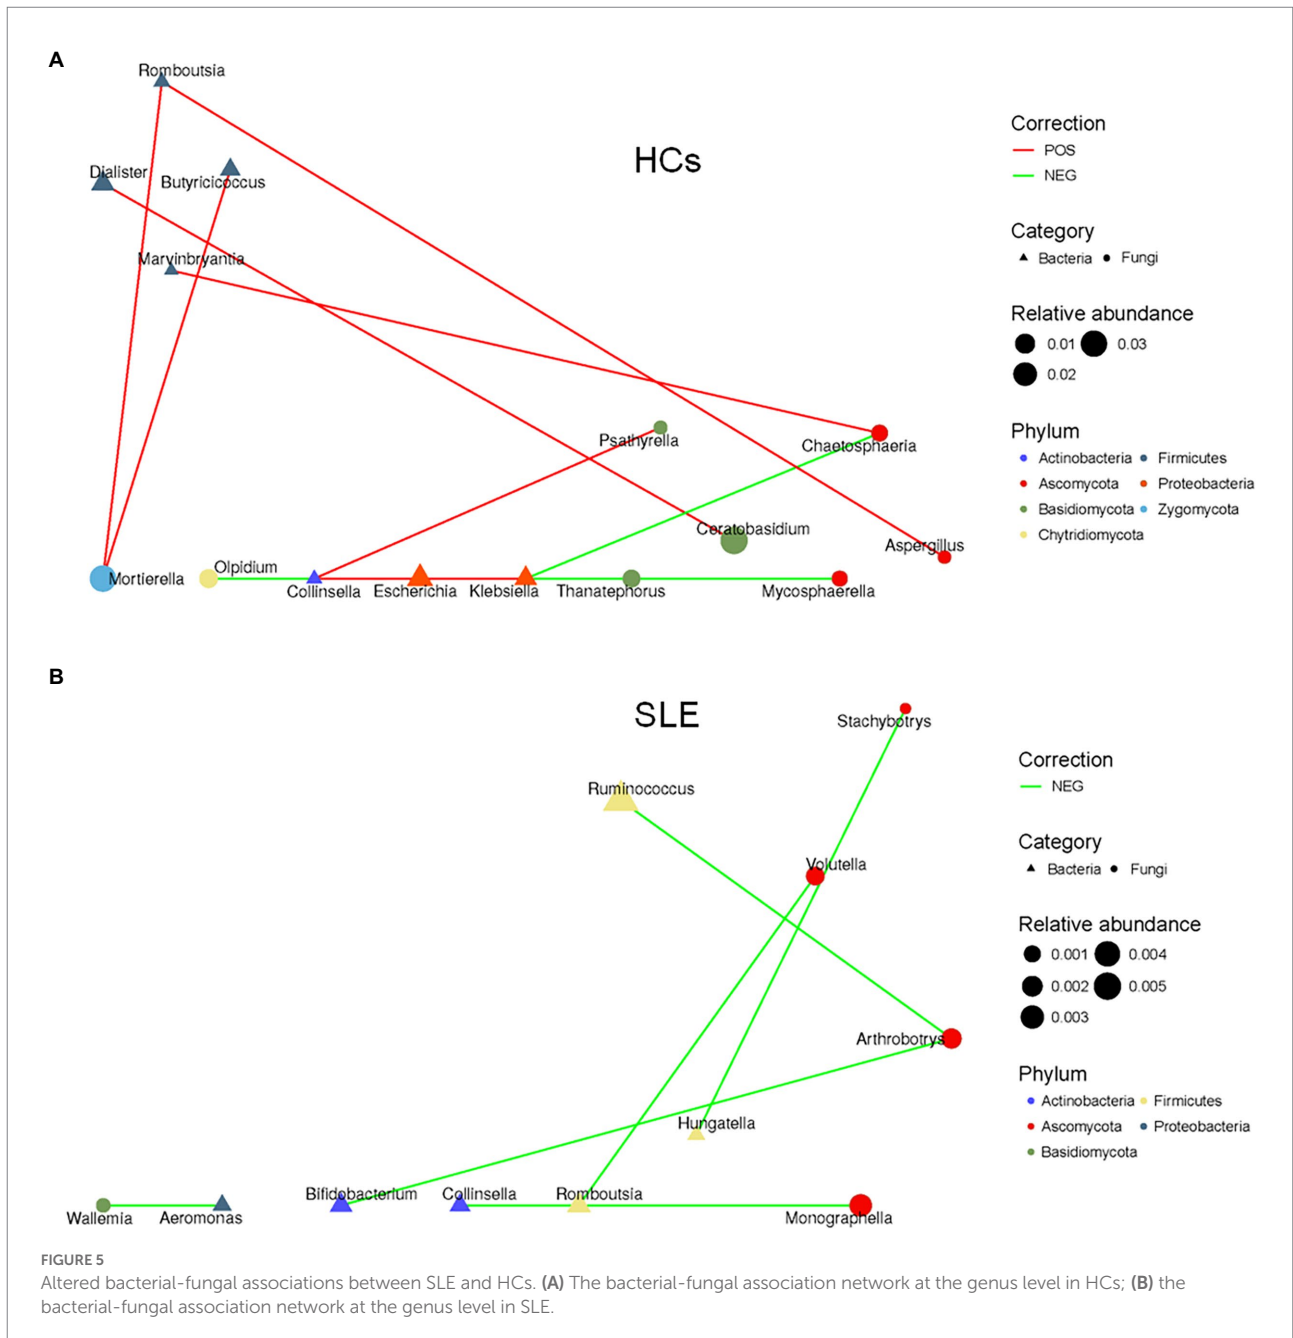 A
Romboutsia
HCs
Dialister
Butyricicoccus
Marvinbryantia
Psathyrella
Chaetosphaeria
Ceratobasidium
Aspergillus
Mortierella
Olpidium
Collinsella
Escherichia
Klebsiella
Thanatephorus
Mycosphaerella
Correction
POS
NEG
Category
Bacteria
Fungi
Relative abundance
0.01
0.03
0.02
Phylum
Actinobacteria
Firmicutes
Ascomycota
Proteobacteria
Basidiomycota
Zygomycota
Chytridiomycota
B
SLE
Stachybotrys
Ruminococcus
Volutella
Arthrobotrys
Hungatella
Bifidobacterium
Collinsella
Romboutsia
Wallemia
Aeromonas
Monographella
Correction
NEG
Category
Bacteria
Fungi
Relative abundance
0.001
0.004
0.002
0.005
0.003
Phylum
Actinobacteria
Firmicutes
Ascomycota
Proteobacteria
Basidiomycota
FIGURE 5
Altered bacterial-fungal associations between SLE and HCs. (A) The bacterial-fungal association network at the genus level in HCs; (B) the
bacterial-fungal association network at the genus level in SLE.